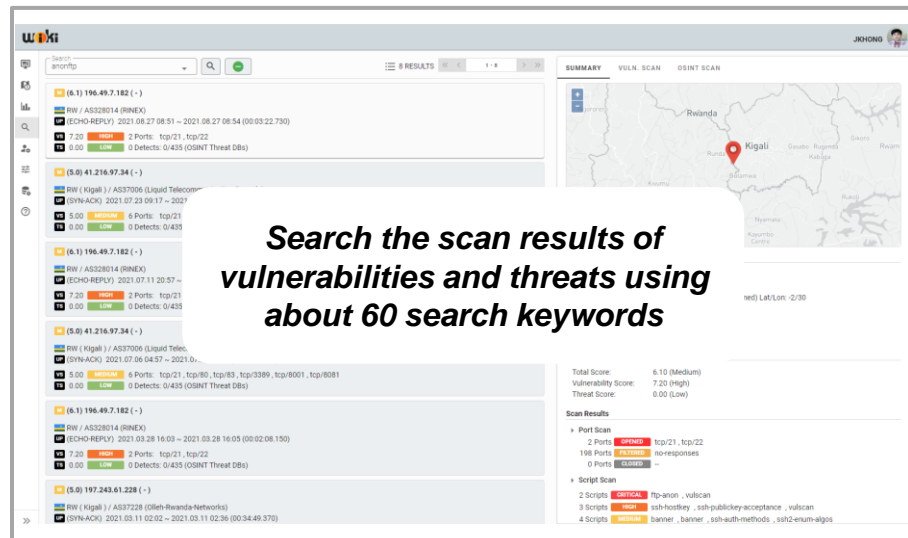 woki
JKHONG
Search
anonftp
8 RESULTS
1 - 8
SUMMARY VULN. SCAN OSINT SCAN
M (6.1) 196.49.7.182 ( - )
RW / AS328014 (RINEX)
UP (ECHO-REPLY) 2021.08.27 08:51 ~ 2021.08.27 08:54 (00:03:22.730)
VS 7.20 HIGH 2 Ports: tcp/21 , tcp/22
TS 0.00 LOW 0 Detects: 0/435 (OSINT Threat DBs)
M (5.0) 41.216.97.34 ( - )
RW ( Kigali ) / AS37006 (Liquid Telecom
UP (SYN-ACK) 2021.07.23 09:17 ~ 202
VS 5.00 MEDIUM 6 Ports: tcp/21
TS 0.00 LOW 0 Detects: 0/435
M (6.1) 196.49.7.182 ( - )
RW / AS328014 (RINEX)
UP (ECHO-REPLY) 2021.07.11 20:57 ~
VS 7.20 HIGH 2 Ports: tcp/21
TS 0.00 LOW 0 Detects: 0/435
M (5.0) 41.216.97.34 ( - )
RW ( Kigali ) / AS37006 (Liquid Telec
UP (SYN-ACK) 2021.07.06 04:57 ~ 2021.0
VS 5.00 MEDIUM 6 Ports: tcp/21 , tcp/80 , tcp/83 , tcp/3389 , tcp/8001 , tcp/8081
TS 0.00 LOW 0 Detects: 0/435 (OSINT Threat DBs)
M (6.1) 196.49.7.182 ( - )
RW / AS328014 (RINEX)
UP (ECHO-REPLY) 2021.03.28 16:03 ~ 2021.03.28 16:05 (00:02:08.150)
VS 7.20 HIGH 2 Ports: tcp/21 , tcp/22
TS 0.00 LOW 0 Detects: 0/435 (OSINT Threat DBs)
M (5.0) 197.243.61.228 ( - )
RW ( Kigali ) / AS37228 (Olleh-Rwanda-Networks)
UP (SYN-ACK) 2021.03.11 02:02 ~ 2021.03.11 02:36 (00:34:49.370)
Search the scan results of
vulnerabilities and threats using
about 60 search keywords
Rwanda
Kigali
Gasabo
Kabuga
Runda
Nyamata
ned) Lat/Lon: -2/30
Total Score: 6.10 (Medium)
Vulnerability Score: 7.20 (High)
Threat Score: 0.00 (Low)
Scan Results
Port Scan
2 Ports OPENED tcp/21 , tcp/22
198 Ports FILTERED no-responses
0 Ports CLOSED --
Script Scan
2 Scripts CRITICAL ftp-anon , vulscan
3 Scripts HIGH ssh-hostkey , ssh-publickey-acceptance , vulscan
4 Scripts MEDIUM banner , banner , ssh-auth-methods , ssh2-enum-algos